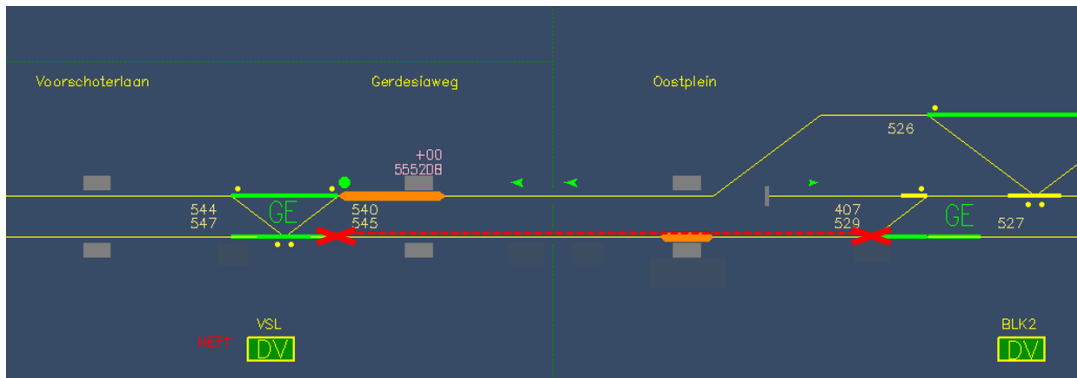 Voorschoterlaan
Gerdesiaweg
Oostplein
+00
555208
526
544
547
GE
540
545
407
529
GE
527
VSL
DV
BLK2
DV